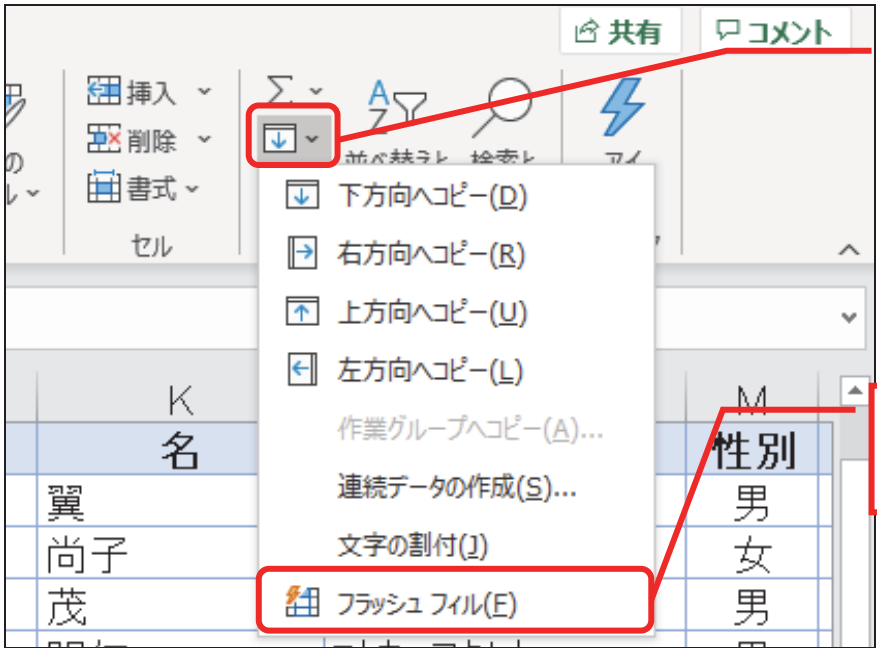 共有
コメント
挿入
削除
書式
の
セル
並べ替えと 検索と
アイ
下方向へコピー(D)
右方向へコピー(R)
上方向へコピー(U)
左方向へコピー(L)
作業グループへコピー(A)...
連続データの作成(S)...
文字の割付(J)
フラッシュ フィル(F)
K
M
名
性別
翼
男
尚子
女
茂
男